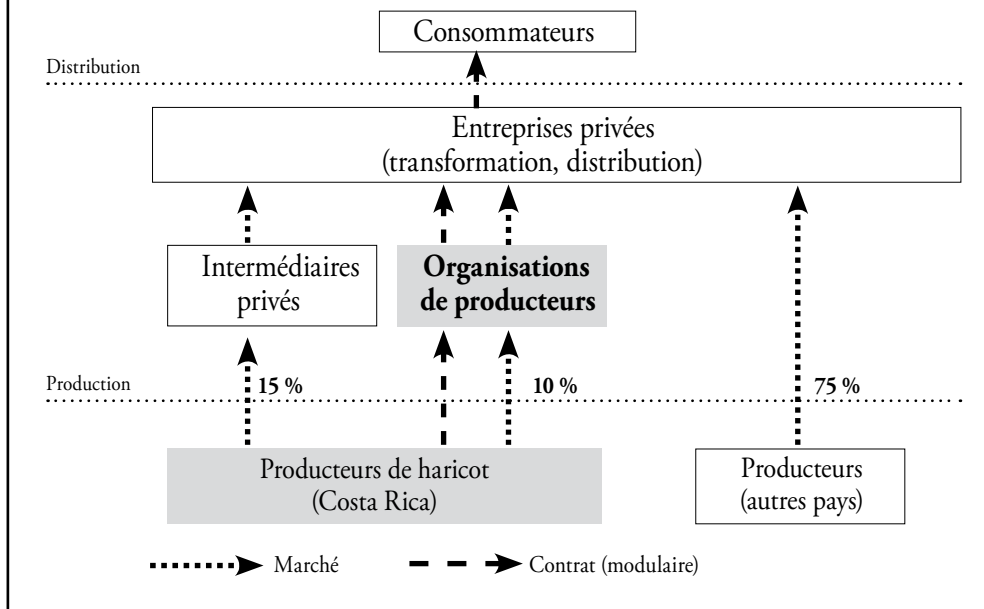 Consommateurs
Distribution
Entreprises privées
(transformation, distribution)
Intermédiaires
privés
Organisations
de producteurs
Production
15 %
10 %
75 %
Producteurs de haricot
(Costa Rica)
Producteurs
(autres pays)
Marché
Contrat (modulaire)